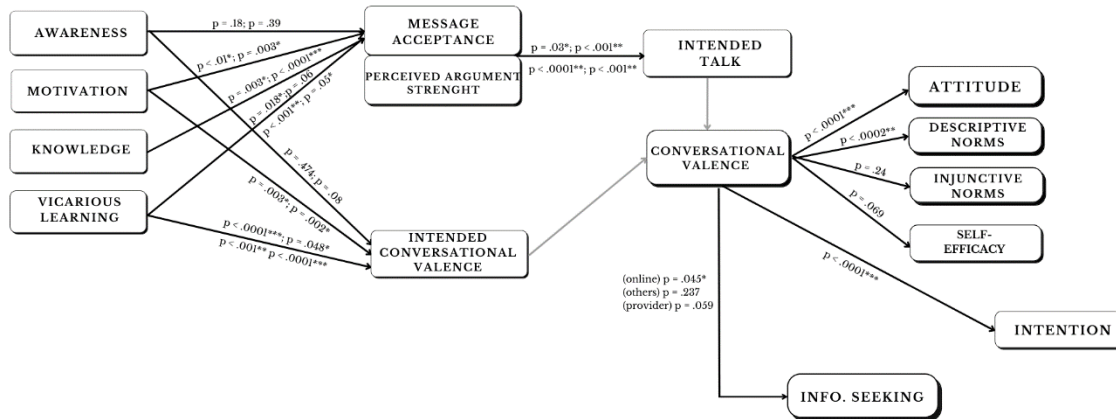 AWARENESS
MOTIVATION
KNOWLEDGE
VICARIOUS
LEARNING
p = .18; p = .39
p < .01*; p = .003*
p = .003*; p < .0001***
p = .018*; p = .06
p < .001**; p = .05*
p = .474; p = .08
p = .003*; p = .002*
p < .0001***; p = .048*
p < .001** p < .0001***
MESSAGE
ACCEPTANCE
PERCEIVED ARGUMENT
STRENGHT
INTENDED
CONVERSATIONAL
VALENCE
p = .03*; p < .001**
p < .0001**; p < .001**
INTENDED
TALK
CONVERSATIONAL
VALENCE
p < .0001***
p < .0002**
p = .24
p = .069
p < .0001***
ATTITUDE
DESCRIPTIVE
NORMS
INJUNCTIVE
NORMS
SELF-
EFFICACY
(online) p = .045*
(others) p = .237
(provider) p = .059
INTENTION
INFO. SEEKING